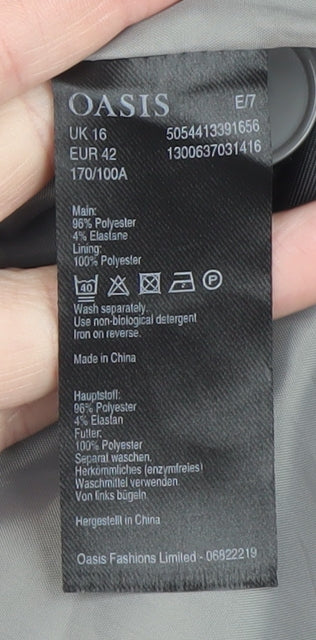 OASIS E/7
UK 16 5054413391656
EUR 42 1300637031416
170/100A
Main:
96% Polyester
4% Elastane
Lining:
100% Polyester
40 P
Wash separately.
Use non-biological detergent
Iron on reverse.
Made in China
Hauptstoff:
96% Polyester
4% Elastan
Futter:
100% Polyester
Separat waschen.
Herkömmliches (enzymfreies)
Waschmittel verwenden.
Von links bügeln.
Hergestellt in China
Oasis Fashions Limited - 06822219